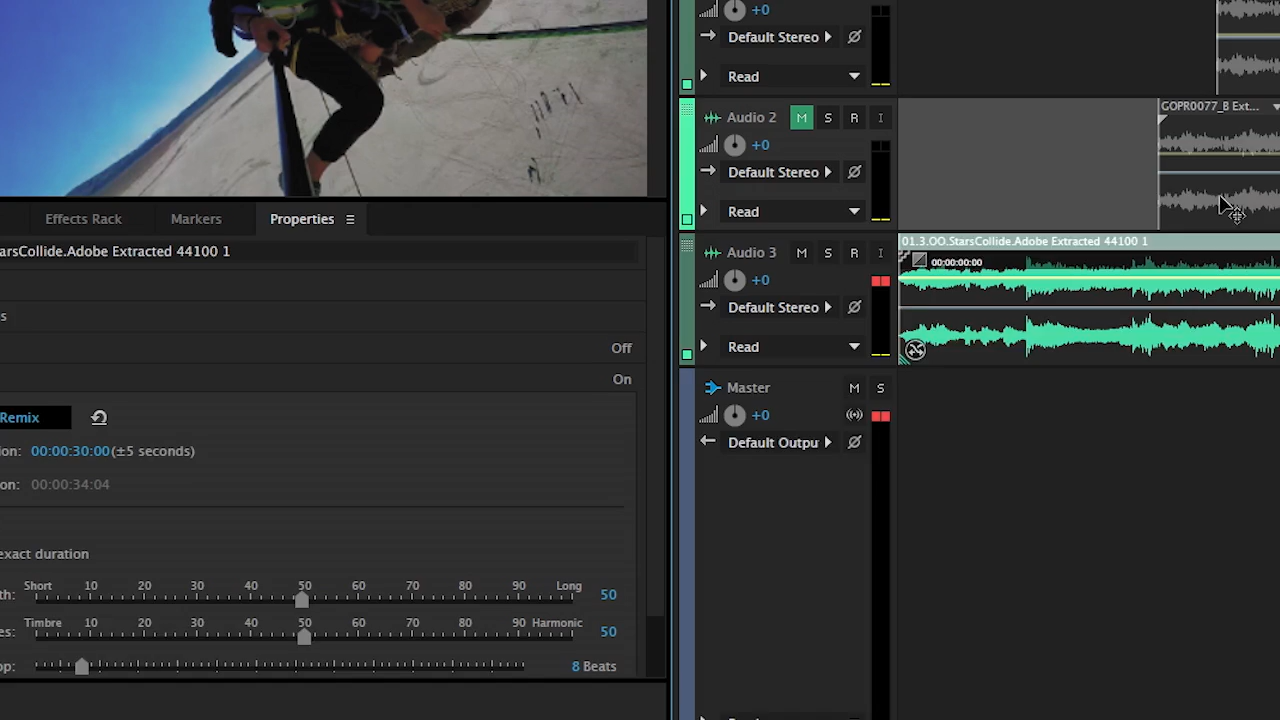 +0
Default Stereo
Read
Audio 2 M S R I
+0
Default Stereo
Read
GOPR0077_B Ext...
Effects Rack Markers Properties
arsCollide.Adobe Extracted 44100 1
s
Off
On
Remix
ion: 00:00:30:00 (±5 seconds)
on: 00:00:34:04
exact duration
Short 10 20 30 40 50 60 70 80 90 Long
th: 50
Timbre 10 20 30 40 50 60 70 80 90 Harmonic
es: 50
op: 8 Beats
Audio 3 M S R I
+0
Default Stereo
Read
01.3.OO.StarsCollide.Adobe Extracted 44100 1
00:00:00:00
Master M S
+0
Default Outpu